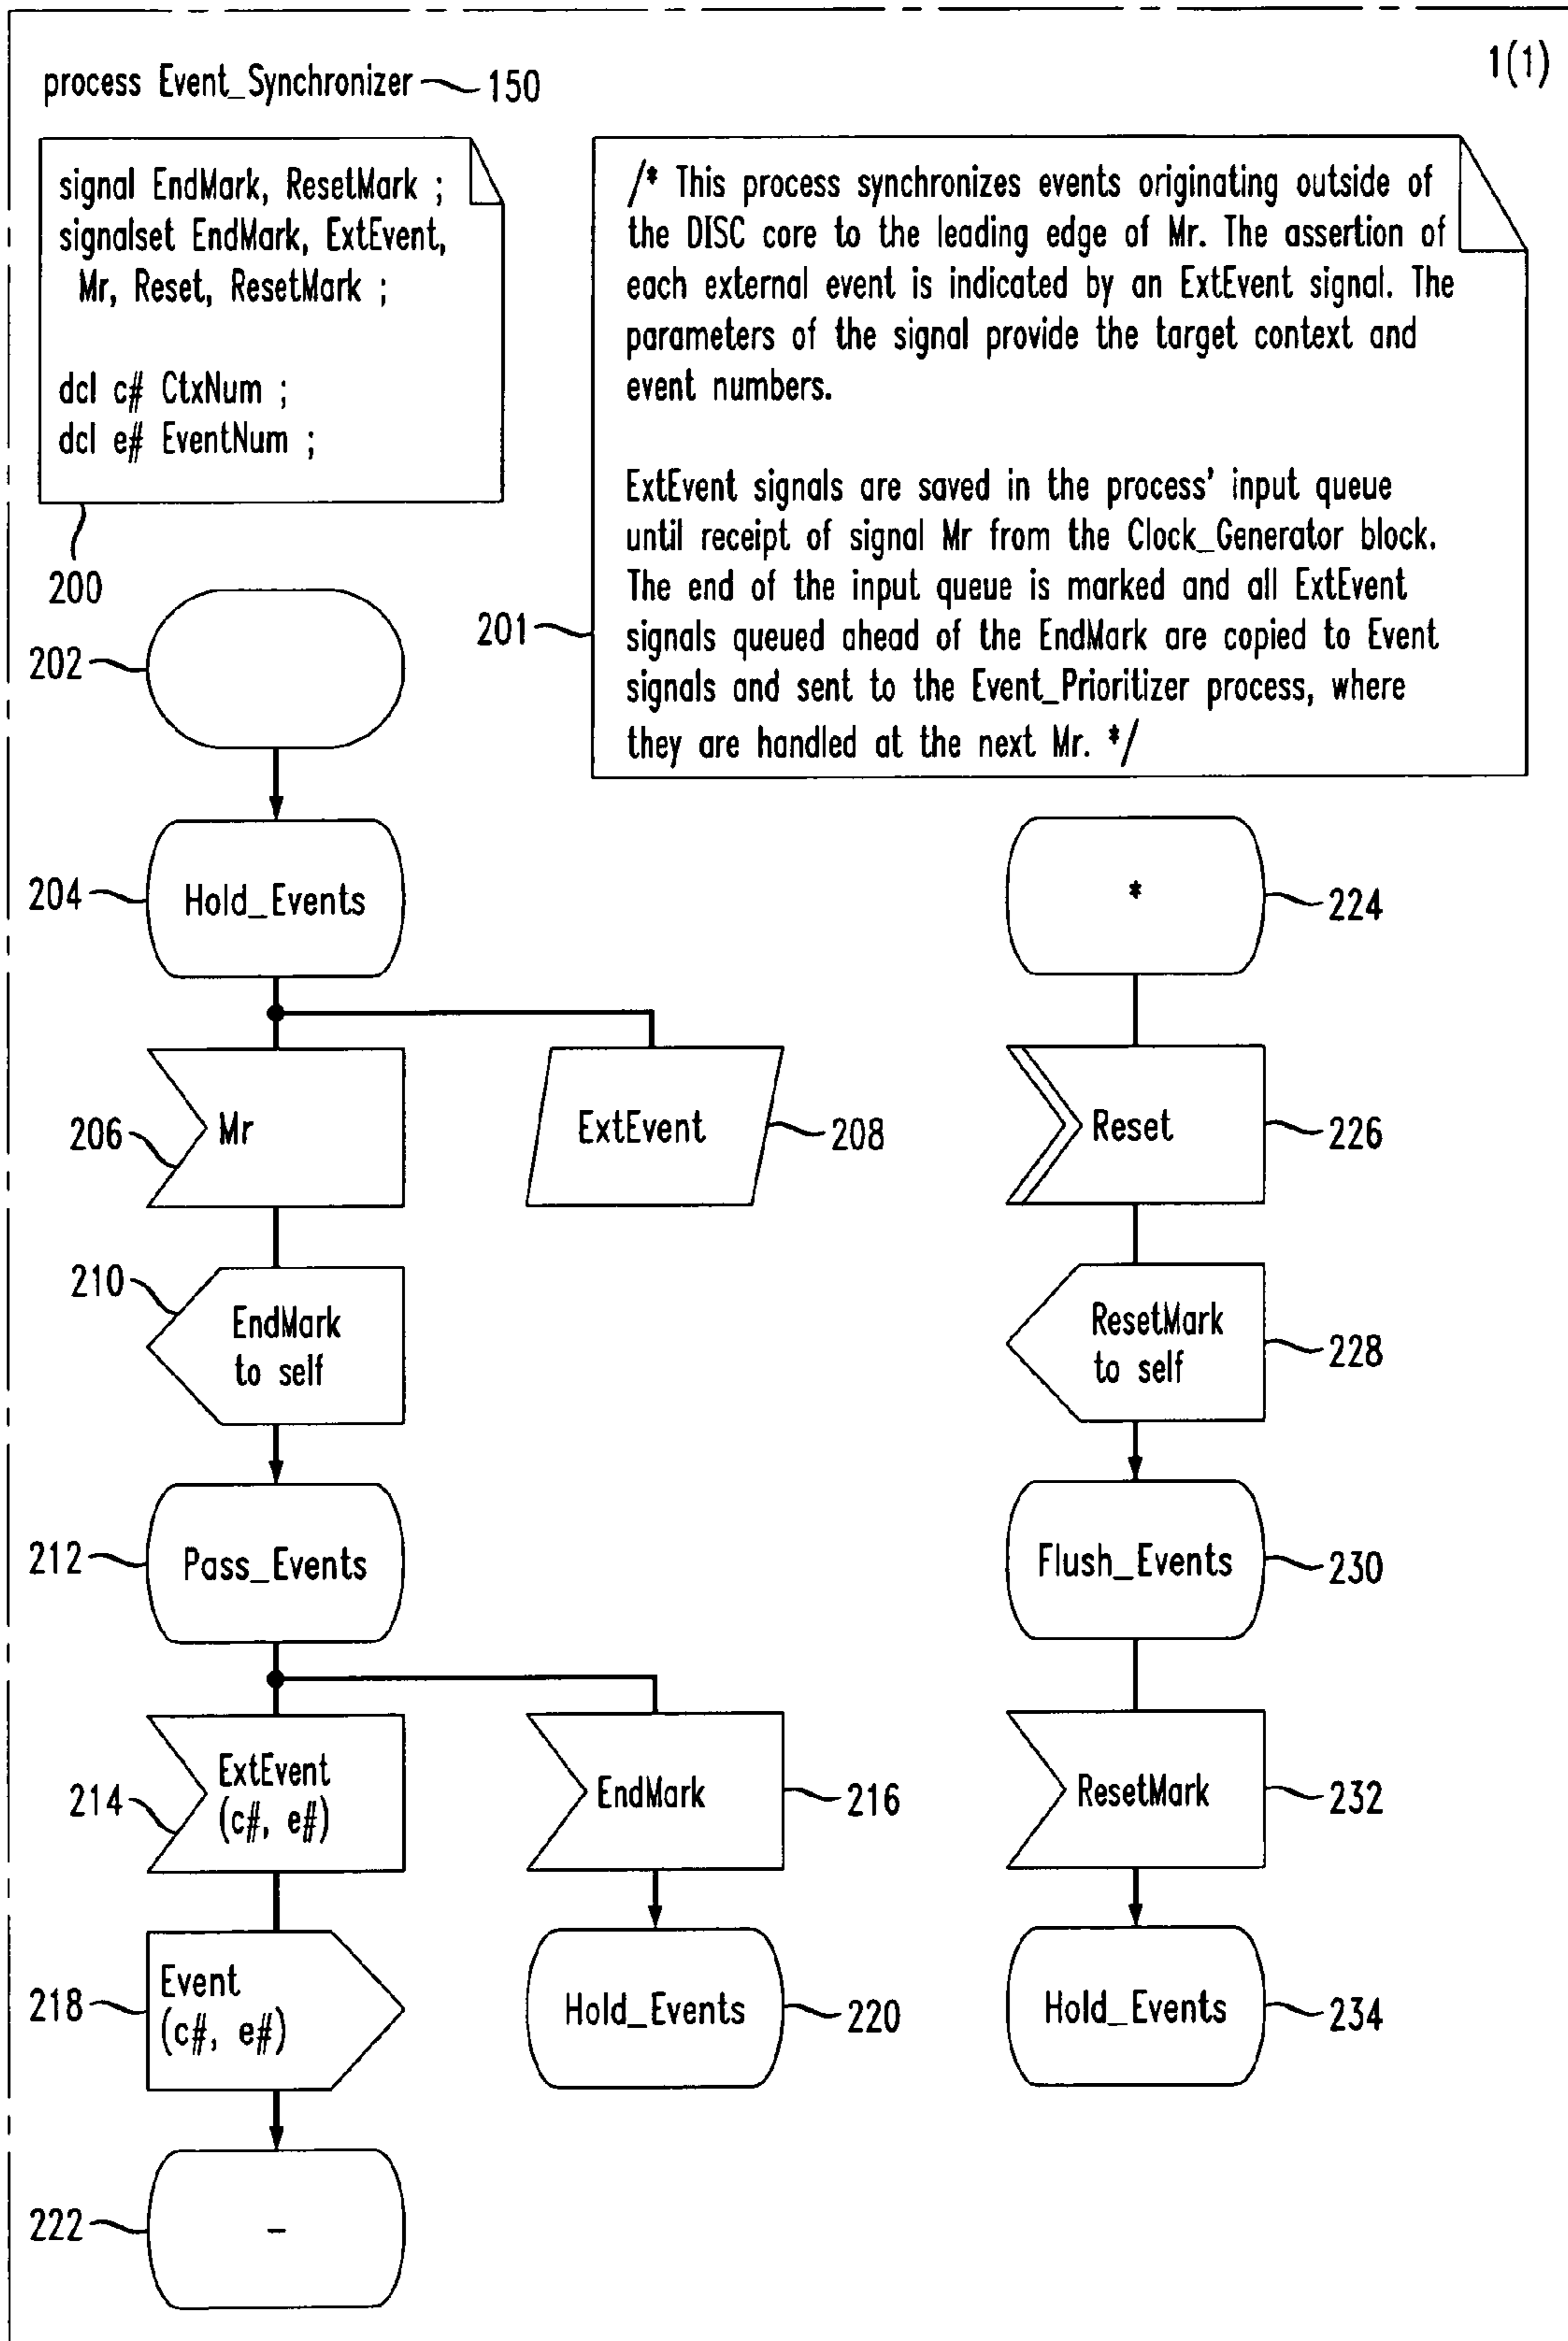 1(1)
process Event_Synchronizer 150
signal EndMark, ResetMark ;
signalset EndMark, ExtEvent,
Mr, Reset, ResetMark ;
dcl c# CtxNum ;
dcl e# EventNum ;
200
/* This process synchronizes events originating outside of
the DISC core to the leading edge of Mr. The assertion of
each external event is indicated by an ExtEvent signal. The
parameters of the signal provide the target context and
event numbers.
ExtEvent signals are saved in the process' input queue
until receipt of signal Mr from the Clock_Generator block.
The end of the input queue is marked and all ExtEvent
signals queued ahead of the EndMark are copied to Event
signals and sent to the Event_Prioritizer process, where
they are handled at the next Mr. */
201
202
204
Hold_Events
206
Mr
ExtEvent
208
210
EndMark
to self
212
Pass_Events
214
ExtEvent
(c#, e#)
EndMark
216
218
Event
(c#, e#)
Hold_Events
220
222
-
*
224
Reset
226
ResetMark
to self
228
Flush_Events
230
ResetMark
232
Hold_Events
234